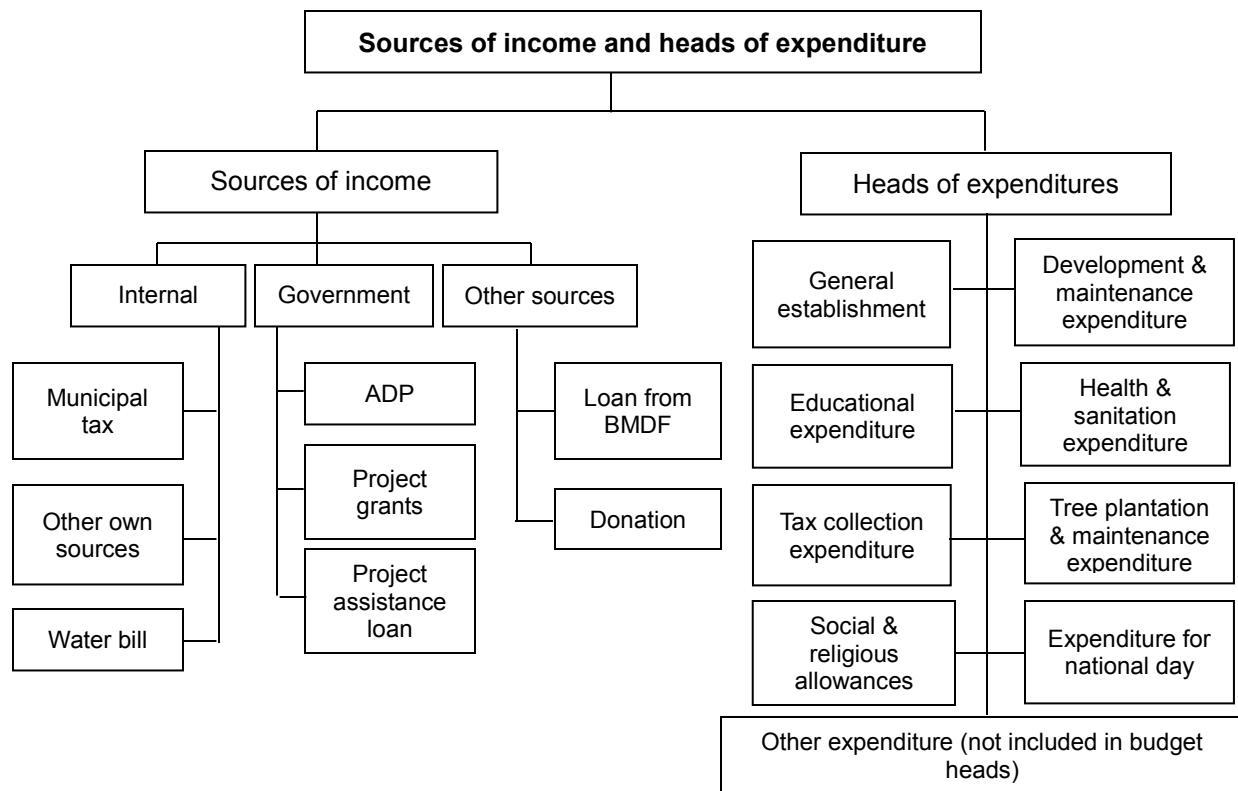 Sources of income and heads of expenditure
Sources of income
Internal
Government
Other sources
Municipal
tax
Other own
sources
Water bill
ADP
Project
grants
Project
assistance
loan
Loan from
BMDF
Donation
Heads of expenditures
General
establishment
Development &
maintenance
expenditure
Educational
expenditure
Health &
sanitation
expenditure
Tax collection
expenditure
Tree plantation
& maintenance
expenditure
Social &
religious
allowances
Expenditure for
national day
Other expenditure (not included in budget
heads)